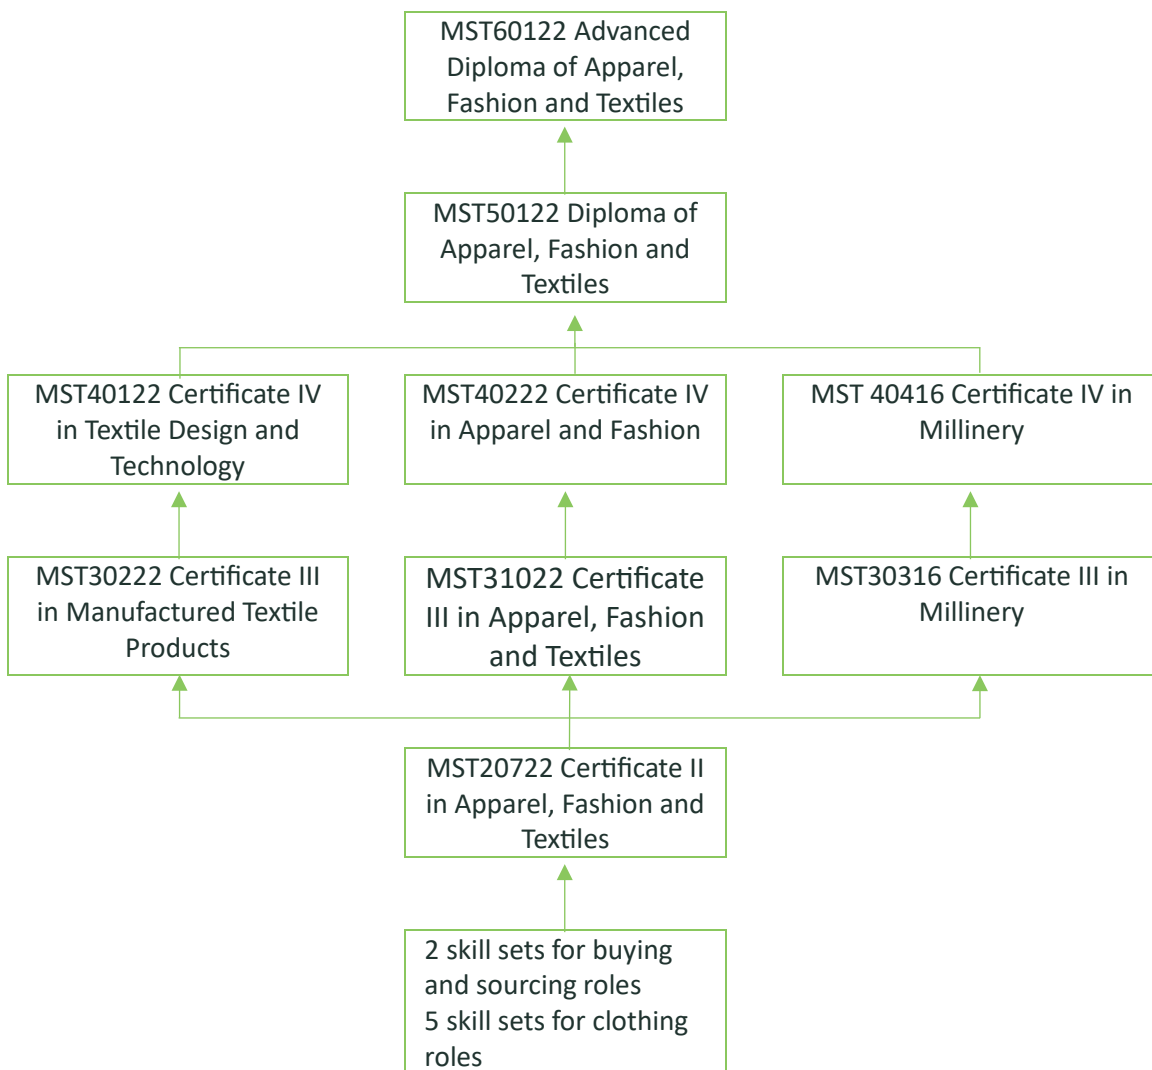 MST60122 Advanced
Diploma of Apparel,
Fashion and Textiles
MST50122 Diploma of
Apparel, Fashion and
Textiles
MST40122 Certificate IV
in Textile Design and
Technology
MST40222 Certificate IV
in Apparel and Fashion
MST 40416 Certificate IV in
Millinery
MST30222 Certificate III
in Manufactured Textile
Products
MST31022 Certificate
III in Apparel, Fashion
and Textiles
MST30316 Certificate III in
Millinery
MST20722 Certificate II
in Apparel, Fashion and
Textiles
2 skill sets for buying
and sourcing roles
5 skill sets for clothing
roles